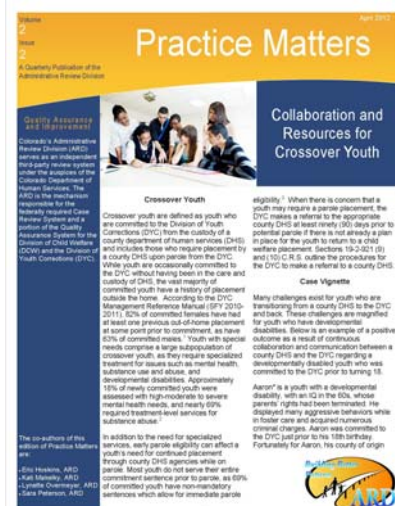 Volume
2
Issue
2
A Quarterly Publication of the
Administrative Review Division
April 2012
Practice Matters
Quality Assurance
and Improvement
Colorado's Administrative
Review Division (ARD)
serves as an independent
third-party review system
under the auspices of the
Colorado Department of
Human Services. The
ARD is the mechanism
responsible for the
federally required Case
Review System and a
portion of the Quality
Assurance System for the
Division of Child Welfare
(DCW) and the Division of
Youth Corrections (DYC).
The co-authors of this
edition of Practice Matters
are:
Eric Hoskins, ARD
Kati Malselky, ARD
Lynette Overmeyer, ARD
Sara Peterson, ARD
Collaboration and
Resources for
Crossover Youth
Crossover Youth
Crossover youth are defined as youth who
are committed to the Division of Youth
Corrections (DYC) from the custody of a
county department of human services (DHS)
and includes those who require placement by
a county DHS upon parole from the DYC.
While youth are occasionally committed to
the DYC without having been in the care and
custody of DHS, the vast majority of
committed youth have a history of placement
outside the home. According to the DYC
Management Reference Manual (SFY 2010-
2011), 82% of committed females have had
at least one previous out-of-home placement
at some point prior to commitment, as have
63% of committed males.¹ Youth with special
needs comprise a large subpopulation of
crossover youth, as they require specialized
treatment for issues such as mental health,
substance use and abuse, and
developmental disabilities. Approximately
18% of newly committed youth were
assessed with high-moderate to severe
mental health needs, and nearly 69%
required treatment-level services for
substance abuse.²
In addition to the need for specialized
services, early parole eligibility can affect a
youth's need for continued placement
through county DHS agencies while on
parole. Most youth do not serve their entire
commitment sentence prior to parole, as 69%
of committed youth have non-mandatory
sentences which allow for immediate parole
eligibility.³ When there is concern that a
youth may require a parole placement, the
DYC makes a referral to the appropriate
county DHS at least ninety (90) days prior to
potential parole if there is not already a plan
in place for the youth to return to a child
welfare placement. Sections 19-2-921 (9)
and (10) C.R.S. outline the procedures for
the DYC to make a referral to a county DHS.
Case Vignette
Many challenges exist for youth who are
transitioning from a county DHS to the DYC
and back. These challenges are magnified
for youth who have developmental
disabilities. Below is an example of a positive
outcome as a result of continuous
collaboration and communication between a
county DHS and the DYC regarding a
developmentally disabled youth who was
committed to the DYC prior to turning 18.
Aaron* is a youth with a developmental
disability, with an IQ in the 60s, whose
parents' rights had been terminated. He
displayed many aggressive behaviors while
in foster care and acquired numerous
criminal charges. Aaron was committed to
the DYC just prior to his 18th birthday.
Fortunately for Aaron, his county of origin
ARD